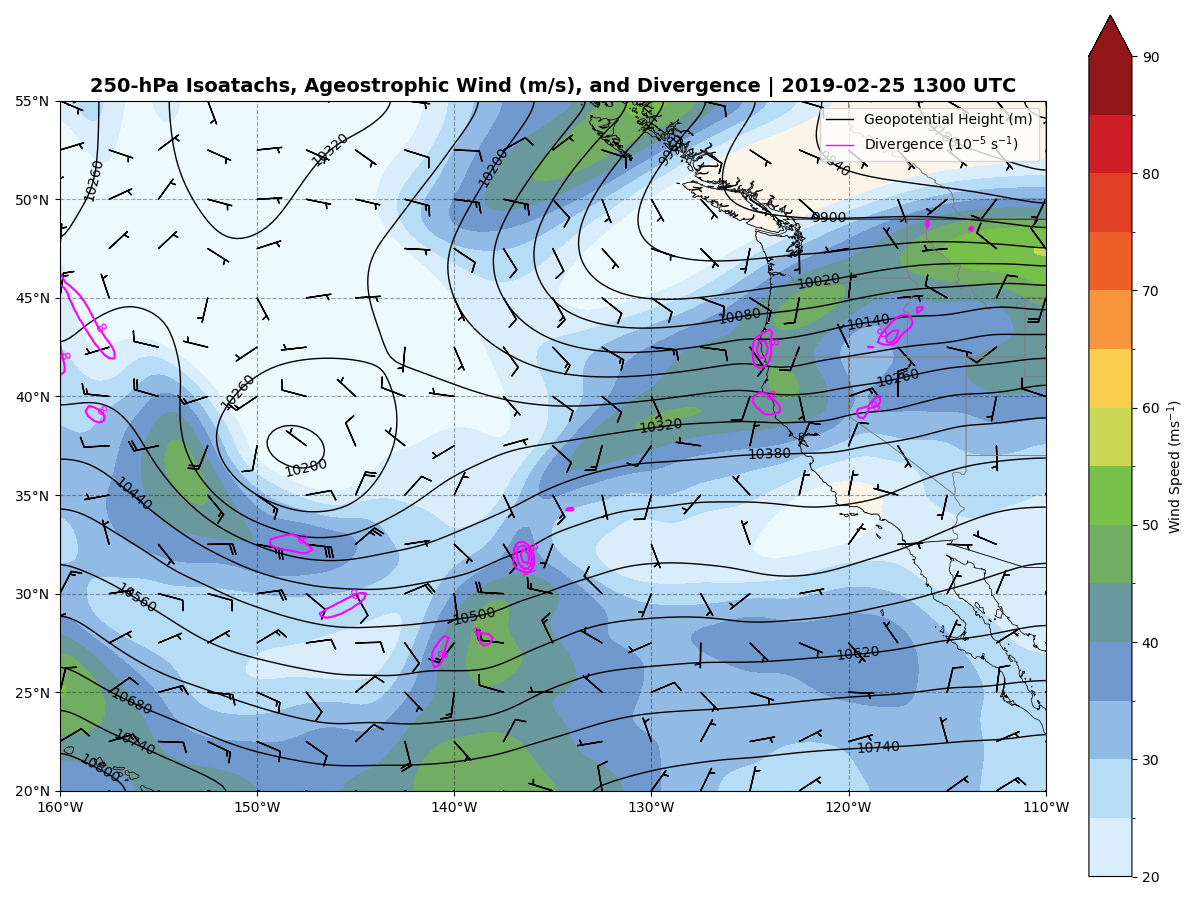 250-hPa Isoatachs, Ageostrophic Wind (m/s), and Divergence | 2019-02-25 1300 UTC
Geopotential Height (m)
Divergence (10⁻⁵ s⁻¹)
55°N
50°N
45°N
40°N
35°N
30°N
25°N
20°N
160°W
150°W
140°W
130°W
120°W
110°W
10260
10320
10200
9900
10020
10080
10140
10260
10260
10320
10200
10380
10440
10560
10500
10620
10680
10740
10740
10800
90
80
70
60
50
40
30
20
Wind Speed (ms⁻¹)